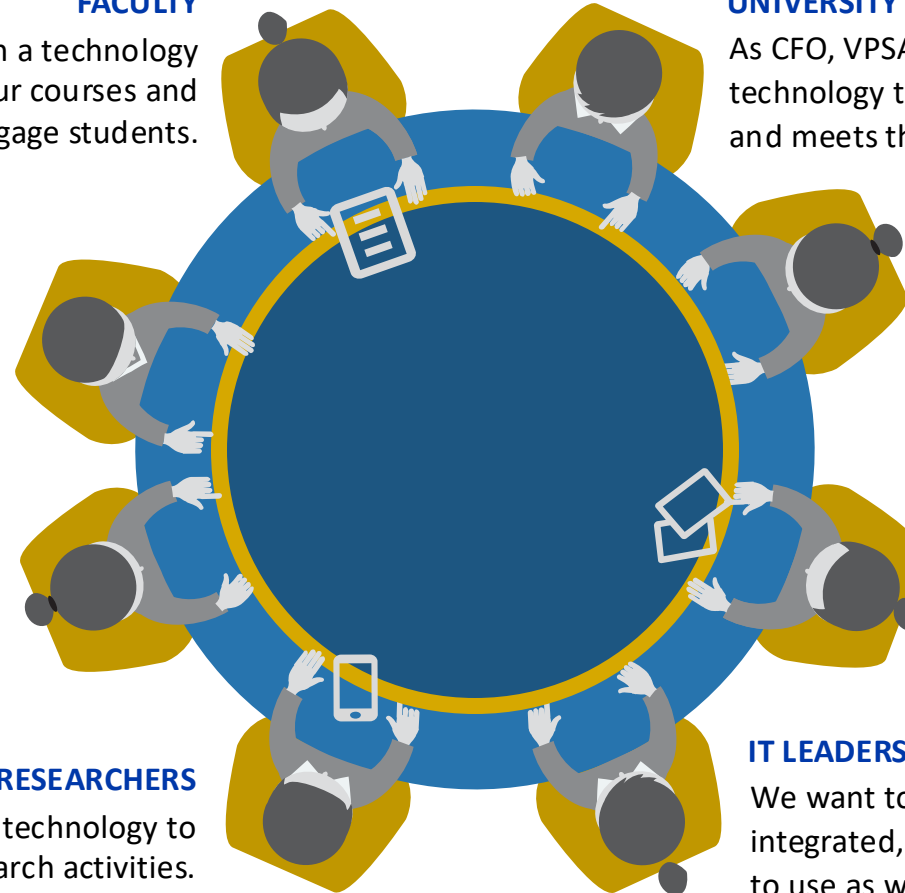 FACULTY
a technology
ur courses and
gage students.
UNIVERSITY
As CFO, VPSA
technology t
and meets th
RESEARCHERS
technology to
arch activities.
IT LEADERS
We want to
integrated,
to use as w